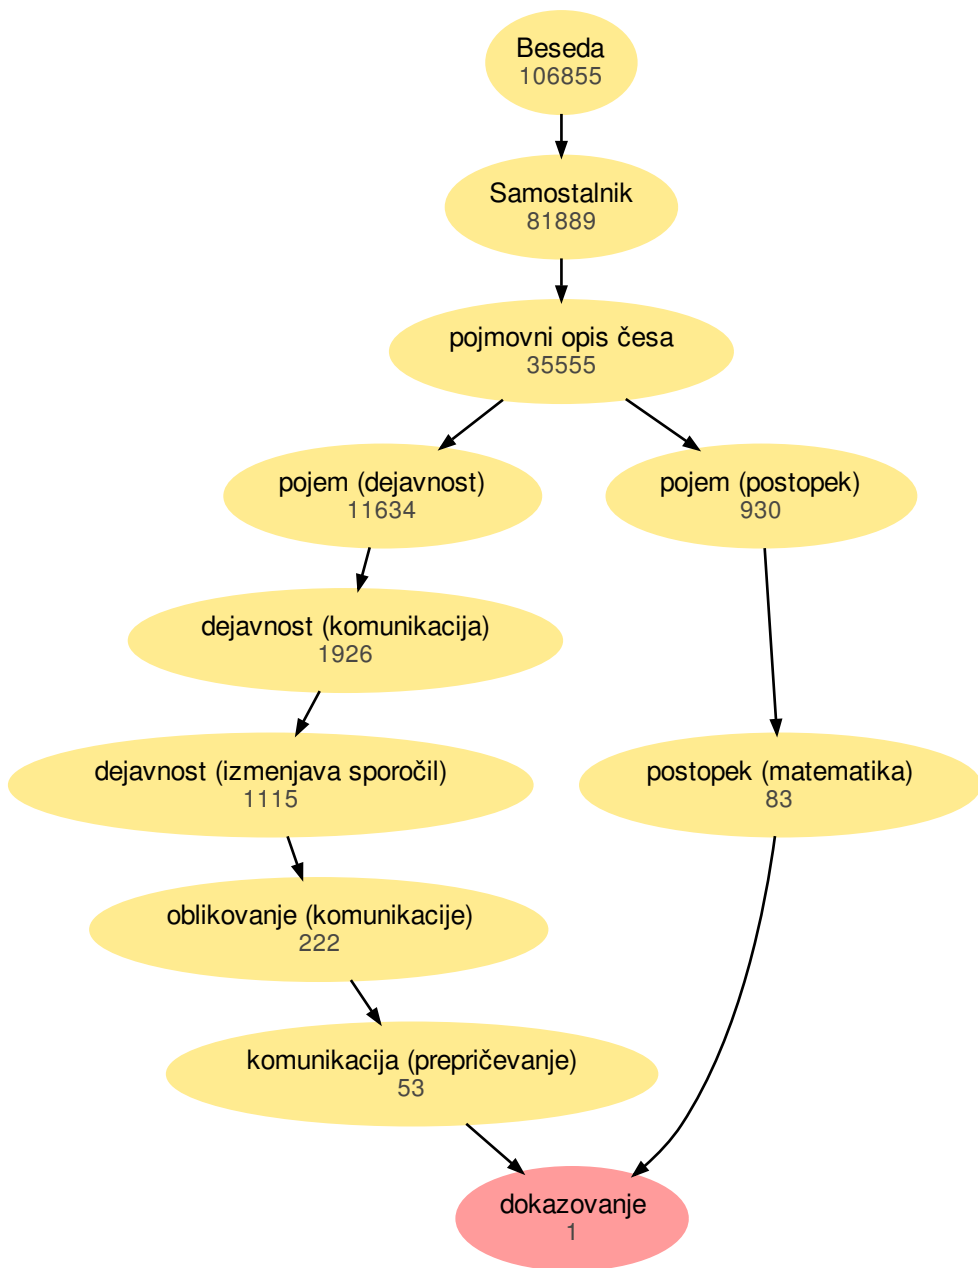 Beseda
106855
Samostalnik
81889
pojmovni opis česa
35555
pojem (dejavnost)
11634
pojem (postopek)
930
dejavnost (komunikacija)
1926
dejavnost (izmenjava sporočil)
1115
postopek (matematika)
83
oblikovanje (komunikacije)
222
komunikacija (prepričevanje)
53
dokazovanje
1